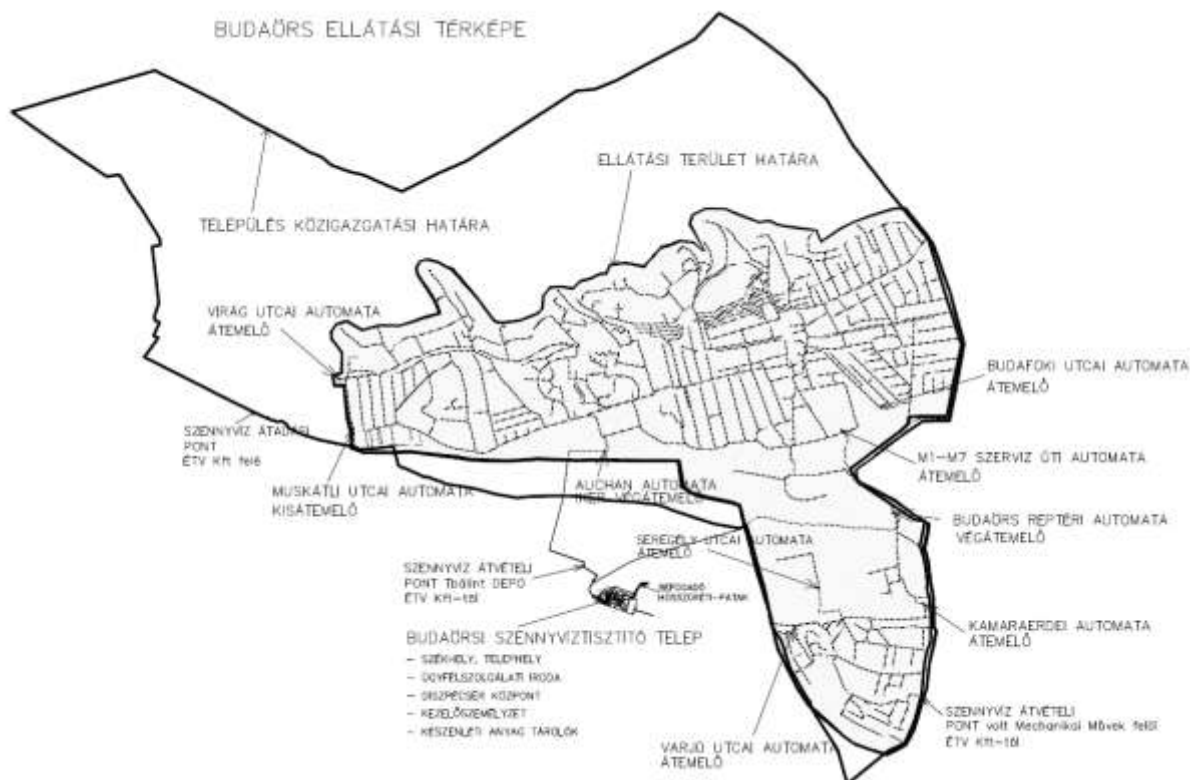 BUDAÖRS ELLÁTÁSI TÉRKÉPE
ELLÁTÁSI TERÜLET HATÁRA
TELEPÜLÉS KÖZIGAZGATÁSI HATÁRA
VIRÁG UTCAI AUTOMATA
ÁTEMELŐ
BUDAFOKI UTCAI AUTOMATA
ÁTEMELŐ
SZENNYVÍZ ÁTADÁSI
PONT
ÉTV Kft felé
M1-M7 SZERVIZ ÚTI AUTOMATA
ÁTEMELŐ
MUSKÁTLI UTCAI AUTOMATA
KISÁTEMELŐ
AUCHAN AUTOMATA
VÉGÁTEMELŐ
BUDAÖRS REPTÉRI AUTOMATA
VÉGÁTEMELŐ
SEREGÉLY UTCAI AUTOMATA
ÁTEMELŐ
SZENNYVÍZ ÁTVÉTELI
PONT Tbálint DEPO
ÉTV Kft-től
BEFOGADÓ
HOSSZÚRÉTI-PATAK
KAMARAERDEI AUTOMATA
ÁTEMELŐ
BUDAÖRSI SZENNYVÍZTISZTÍTÓ TELEP
- SZÉKHELY, TELEPHELY
- ÜGYFÉLSZOLGÁLATI IRODA
- DISZPÉCSER KÖZPONT
- KEZELŐSZEMÉLYZET
- KÉSZENLÉTI ANYAG TÁROLÓK
SZENNYVÍZ ÁTVÉTELI
PONT volt Mechanikai Művek felől
ÉTV Kft-től
VARJÚ UTCAI AUTOMATA
ÁTEMELŐ